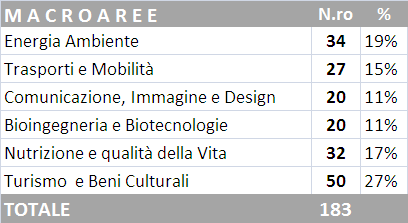 MACROAREE N.ro %
Energia Ambiente 34 19%
Trasporti e Mobilità 27 15%
Comunicazione, Immagine e Design 20 11%
Bioingegneria e Biotecnologie 20 11%
Nutrizione e qualità della Vita 32 17%
Turismo e Beni Culturali 50 27%
TOTALE 183